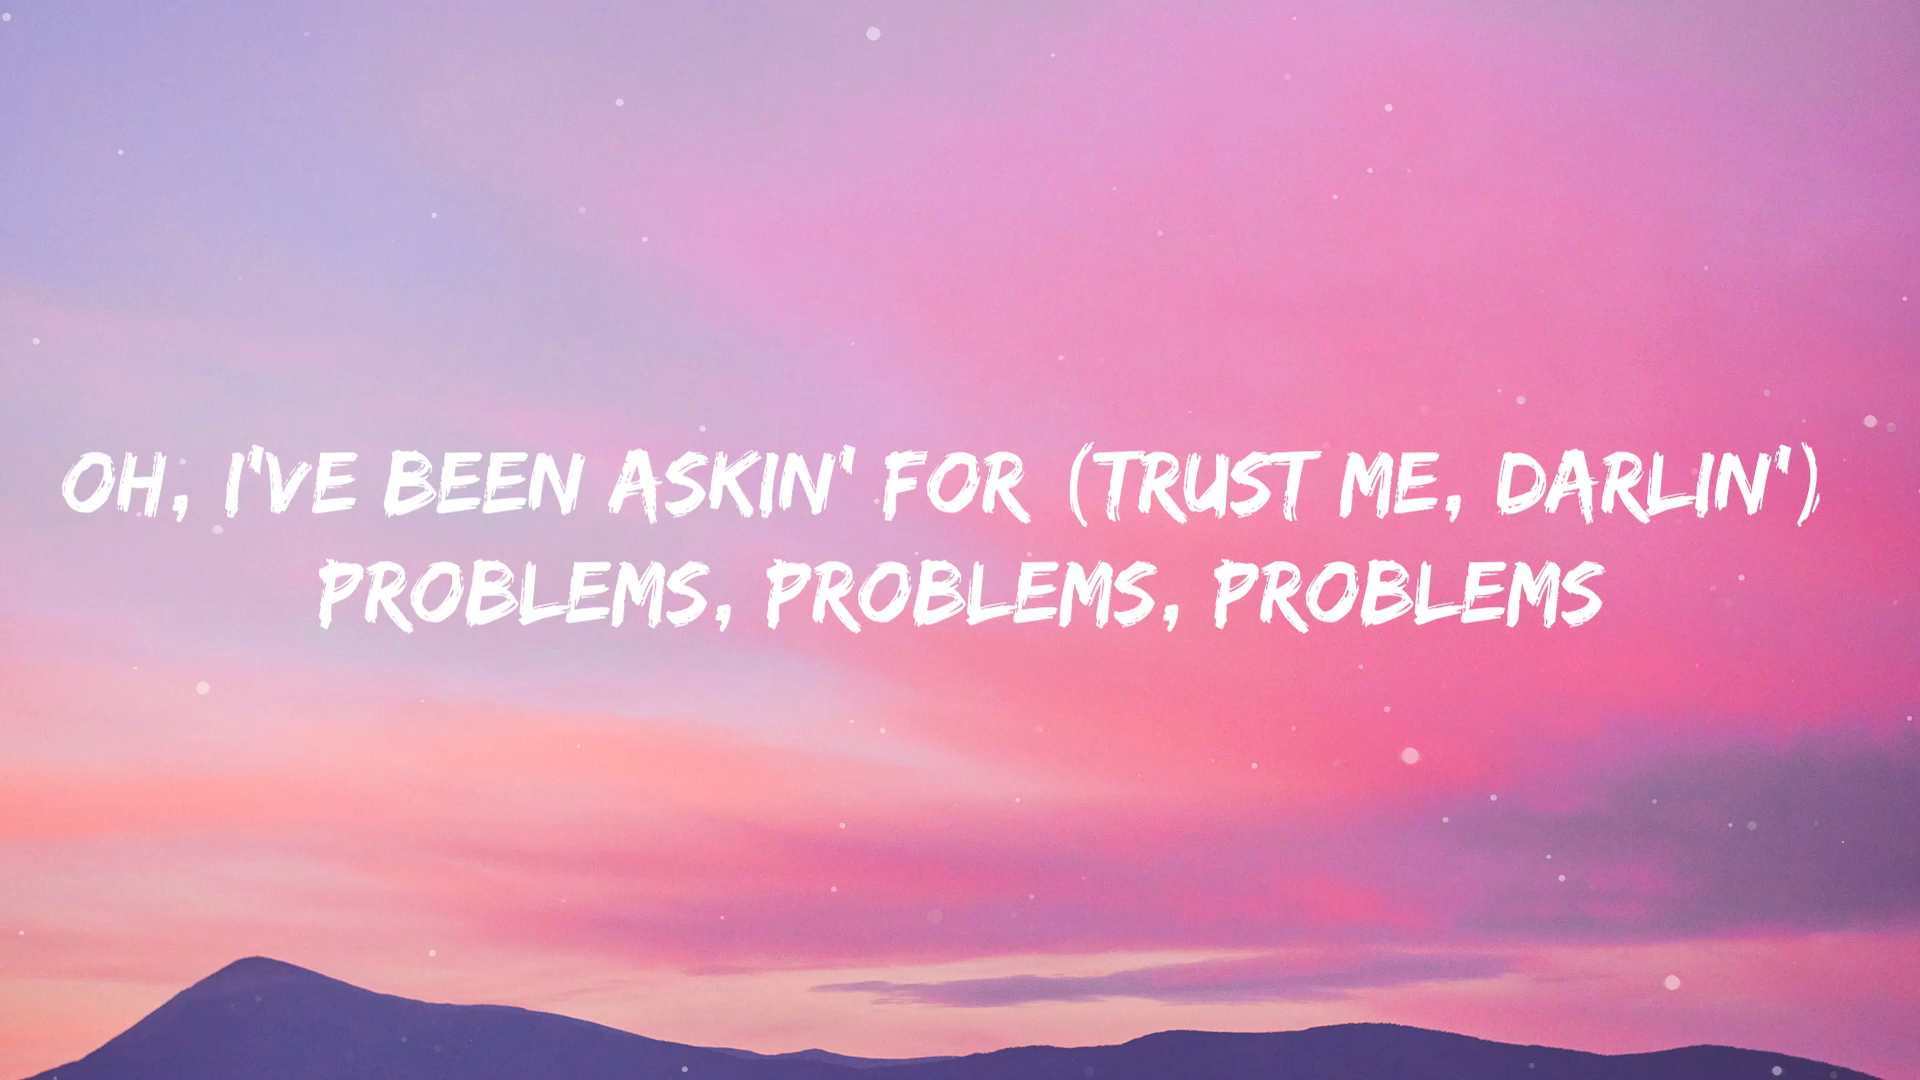 OH, I'VE BEEN ASKIN' FOR (TRUST ME, DARLIN')
PROBLEMS, PROBLEMS, PROBLEMS